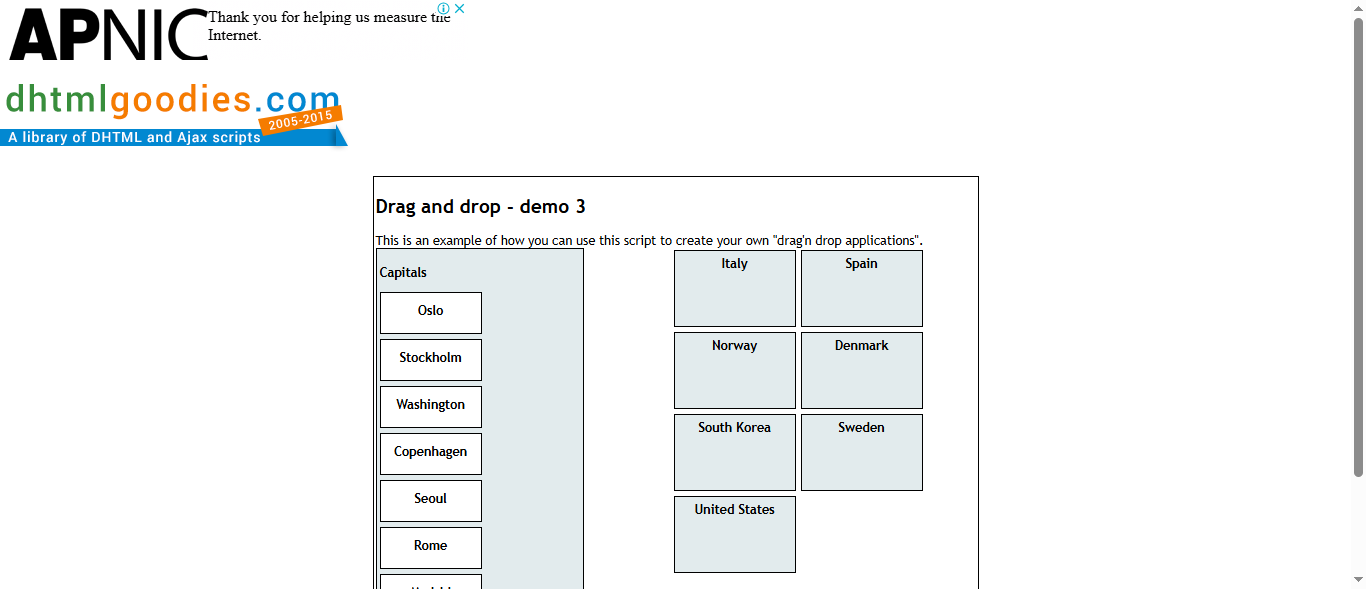 APNIC
Thank you for helping us measure the
Internet.
dhtmlgoodies.com
2005-2015
A library of DHTML and Ajax scripts
Drag and drop - demo 3
This is an example of how you can use this script to create your own "drag'n drop applications".
Capitals
Oslo
Stockholm
Washington
Copenhagen
Seoul
Rome
Italy
Spain
Norway
Denmark
South Korea
Sweden
United States